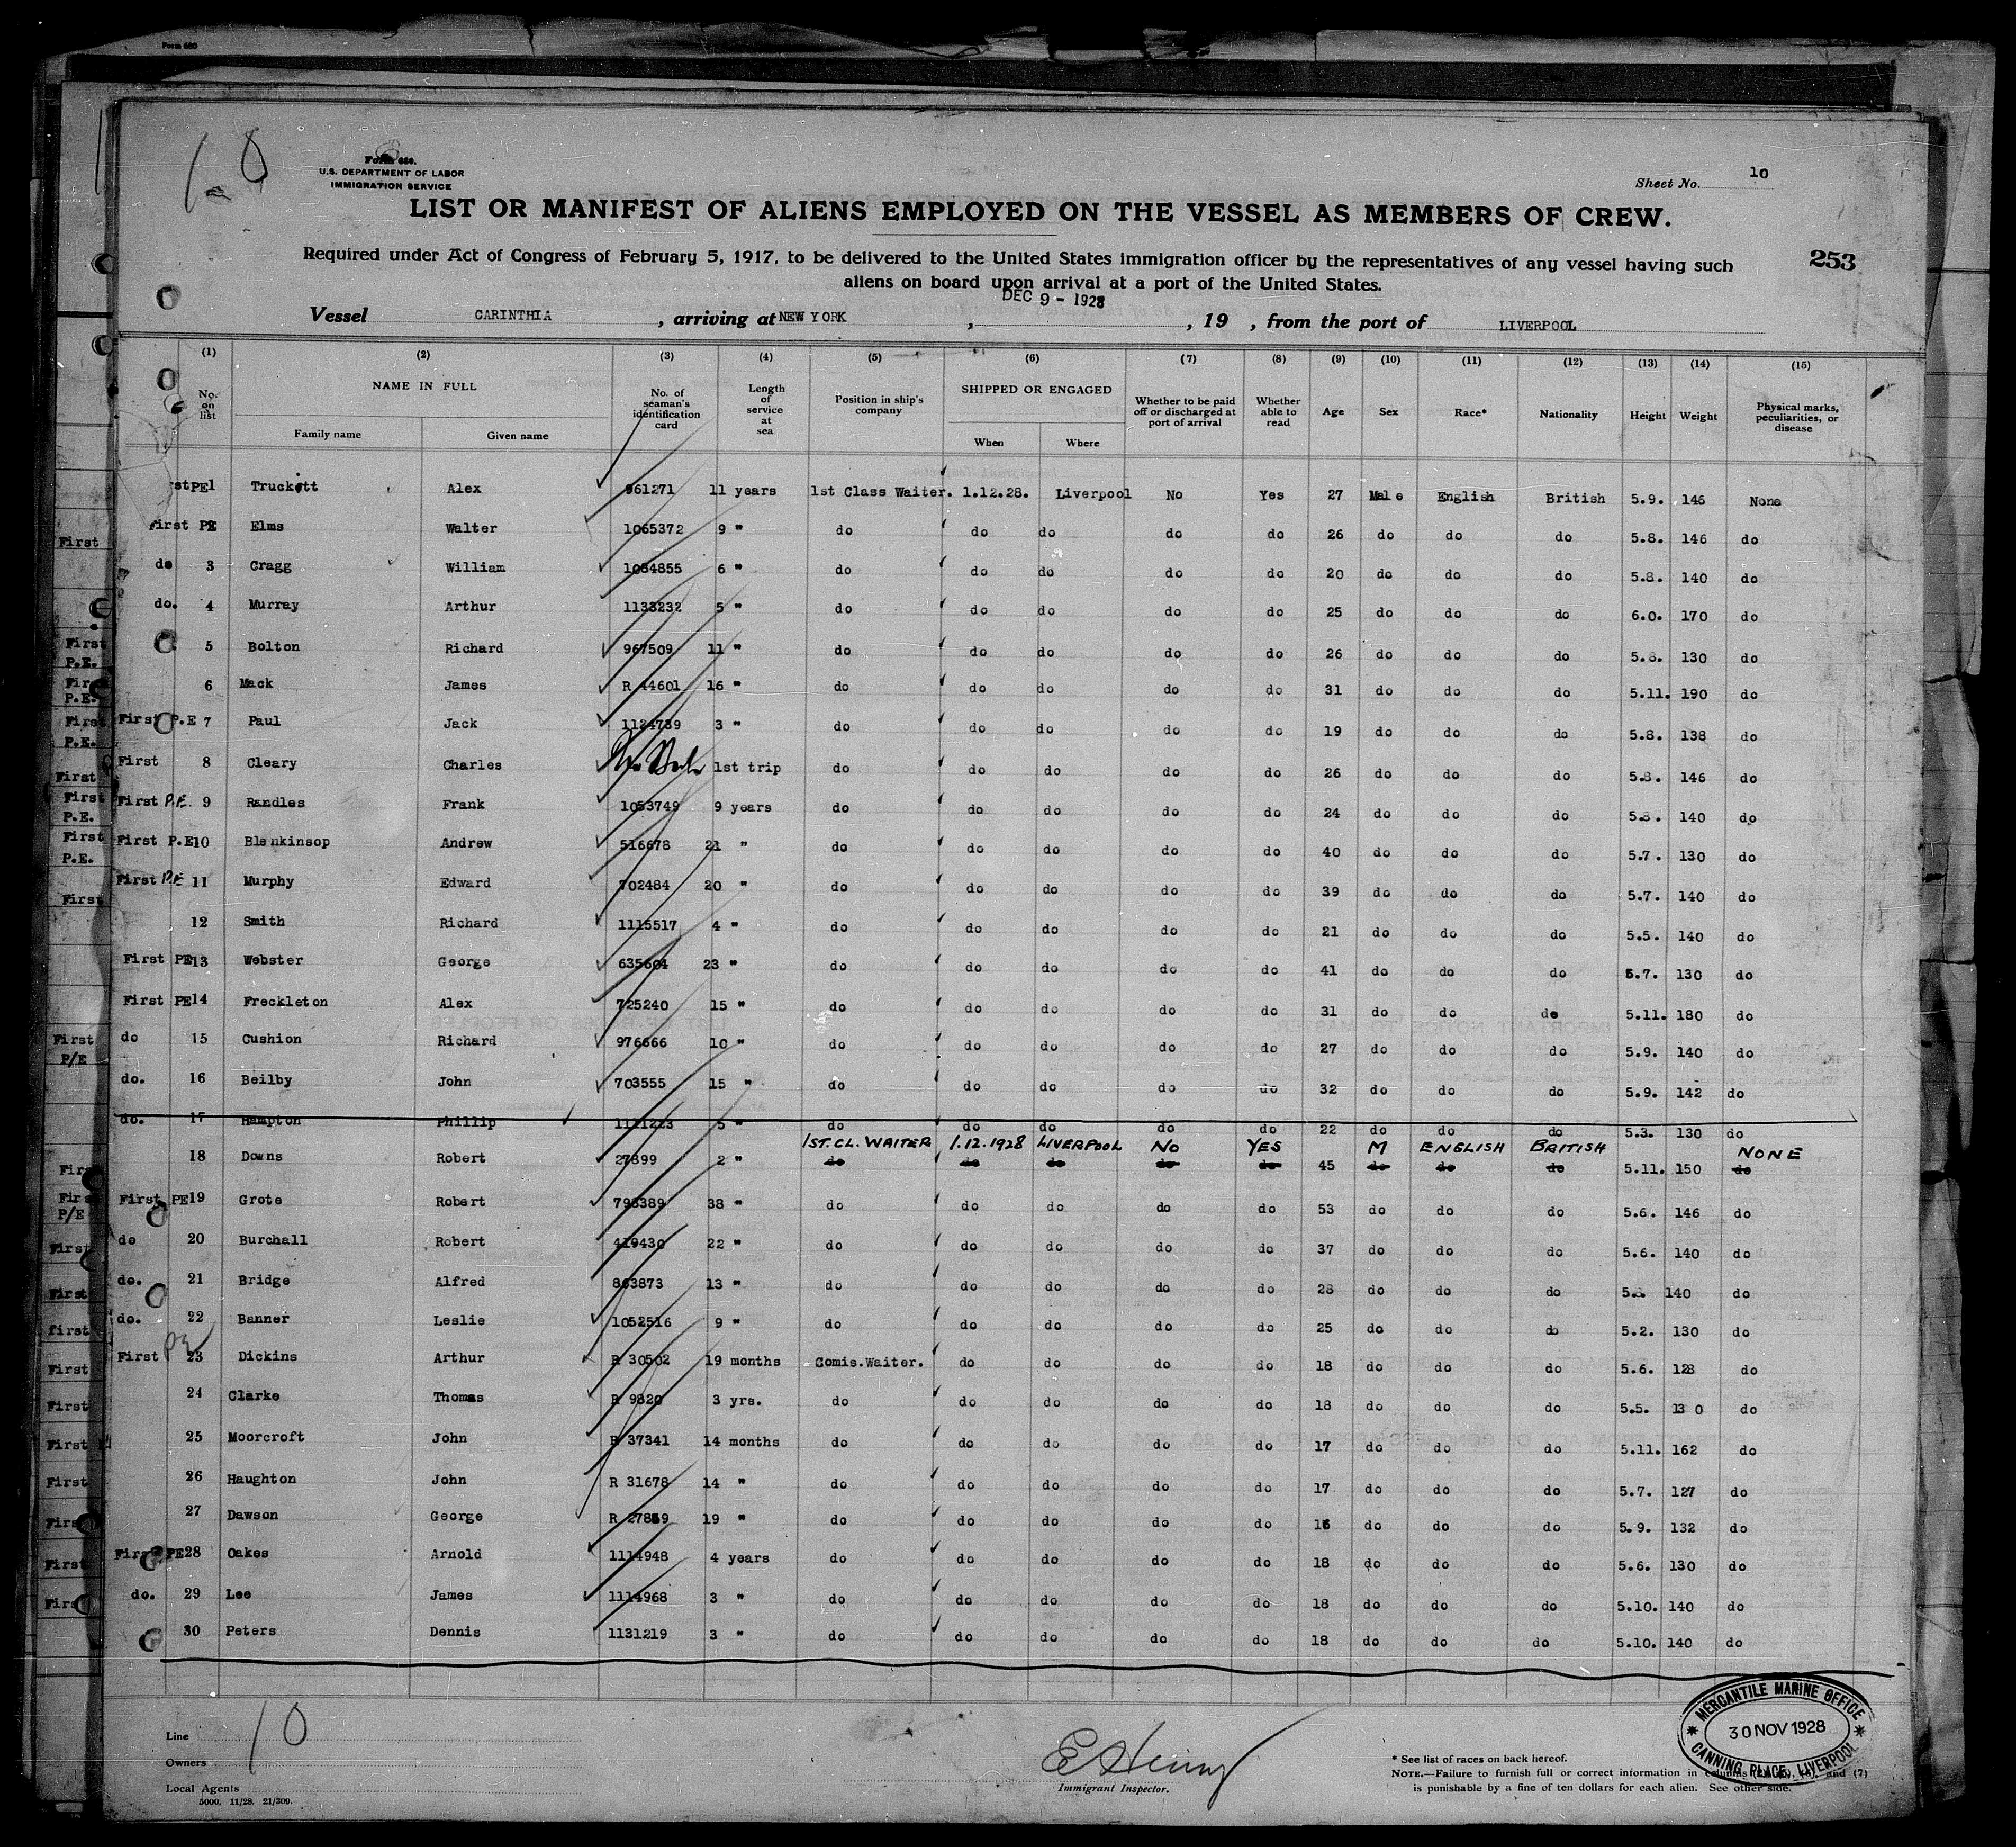 Form 680
1-8
Form 680.
U.S. DEPARTMENT OF LABOR
IMMIGRATION SERVICE
Sheet No. 10
LIST OR MANIFEST OF ALIENS EMPLOYED ON THE VESSEL AS MEMBERS OF CREW.
Required under Act of Congress of February 5, 1917, to be delivered to the United States immigration officer by the representatives of any vessel having such
253
aliens on board upon arrival at a port of the United States.
DEC 9 - 1928
Vessel CARINTHIA , arriving at NEW YORK , , 19 , from the port of LIVERPOOL
(1) (2) (3) (4) (5) (6) (7) (8) (9) (10) (11) (12) (13) (14) (15)
No. on list NAME IN FULL Family name Given name No. of seaman's identification card Length of service at sea Position in ship's company SHIPPED OR ENGAGED When Where Whether to be paid off or discharged at port of arrival Whether able to read Age Sex Race* Nationality Height Weight Physical marks, peculiarities, or disease
rst PE 1 Truckett Alex 961271 11 years 1st Class Waiter. 1.12.28. Liverpool No Yes 27 Male English British 5.9. 146 None
First PE 2 Elms Walter 1065372 9 " do do do do do 26 do do do 5.8. 146 do
do 3 Cragg William 1084855 6 " do do do do do 20 do do do 5.8. 140 do
do. 4 Murray Arthur 1133232 5 " do do do do do 25 do do do 6.0. 170 do
5 Bolton Richard 967509 11 " do do do do do 26 do do do 5.8. 130 do
6 Mack James R 44601 16 " do do do do do 31 do do do 5.11. 190 do
First P.E 7 Paul Jack 1124739 3 " do do do do do 19 do do do 5.8. 138 do
First 8 Cleary Charles 1st trip do do do do do 26 do do do 5.8. 146 do
First P.E. 9 Randles Frank 1053749 9 years do do do do do 24 do do do 5.8. 140 do
First P.E 10 Blenkinsop Andrew 516678 21 " do do do do do 40 do do do 5.7. 130 do
First P.E 11 Murphy Edward 702484 20 " do do do do do 39 do do do 5.7. 140 do
12 Smith Richard 1115517 4 " do do do do do 21 do do do 5.5. 140 do
First PE 13 Webster George 635604 23 " do do do do do 41 do do do 5.7. 130 do
First PE 14 Freckleton Alex 725240 15 " do do do do do 31 do do do 5.11. 180 do
do 15 Cushion Richard 976666 10 " do do do do do 27 do do do 5.9. 140 do
do. 16 Beilby John 703555 15 " do do do do do 32 do do do 5.9. 142 do
do. 17 Hampton Phillip 1121223 5 " do do do do do 22 do do do 5.3. 130 do
1ST. CL. WAITER 1.12.1928 LIVERPOOL NO YES M ENGLISH BRITISH NONE
18 Downs Robert 27899 2 " do do do do do 45 do do do 5.11. 150 do
First PE 19 Grote Robert 793389 38 " do do do do do 53 do do do 5.6. 146 do
do 20 Burchall Robert 419430 22 " do do do do do 37 do do do 5.6. 140 do
do. 21 Bridge Alfred 863873 13 " do do do do do 28 do do do 140 do
do. 22 Banner Leslie 1052516 9 " do do do do do 25 do do do 5.2. 130 do
First PE 23 Dickins Arthur R 30502 19 months Comis.Waiter. do do do do 18 do do do 5.6. 128 do
24 Clarke Thomas R 9820 3 yrs. do do do do do 18 do do do 5.5. 130 do
25 Moorcroft John R 37341 14 months do do do do do 17 do do do 5.11. 162 do
26 Haughton John R 31678 14 " do do do do do 17 do do do 5.7. 127 do
27 Dawson George R 27859 19 " do do do do do 16 do do do 5.9. 132 do
First PE 28 Oakes Arnold 1114948 4 years do do do do do 18 do do do 5.6. 130 do
do. 29 Lee James 1114968 3 " do do do do do 18 do do do 5.10. 140 do
30 Peters Dennis 1131219 3 " do do do do do 18 do do do 5.10. 140 do
Line
10
Owners
Local Agents
5000. 11/28. 21/309.
E Henry
Immigrant Inspector.
* See list of races on back hereof.
NOTE.—Failure to furnish full or correct information in columns and (7)
is punishable by a fine of ten dollars for each alien. See other side.
MERCANTILE MARINE OFFICE
30 NOV 1928
CANNING PLACE, LIVERPOOL